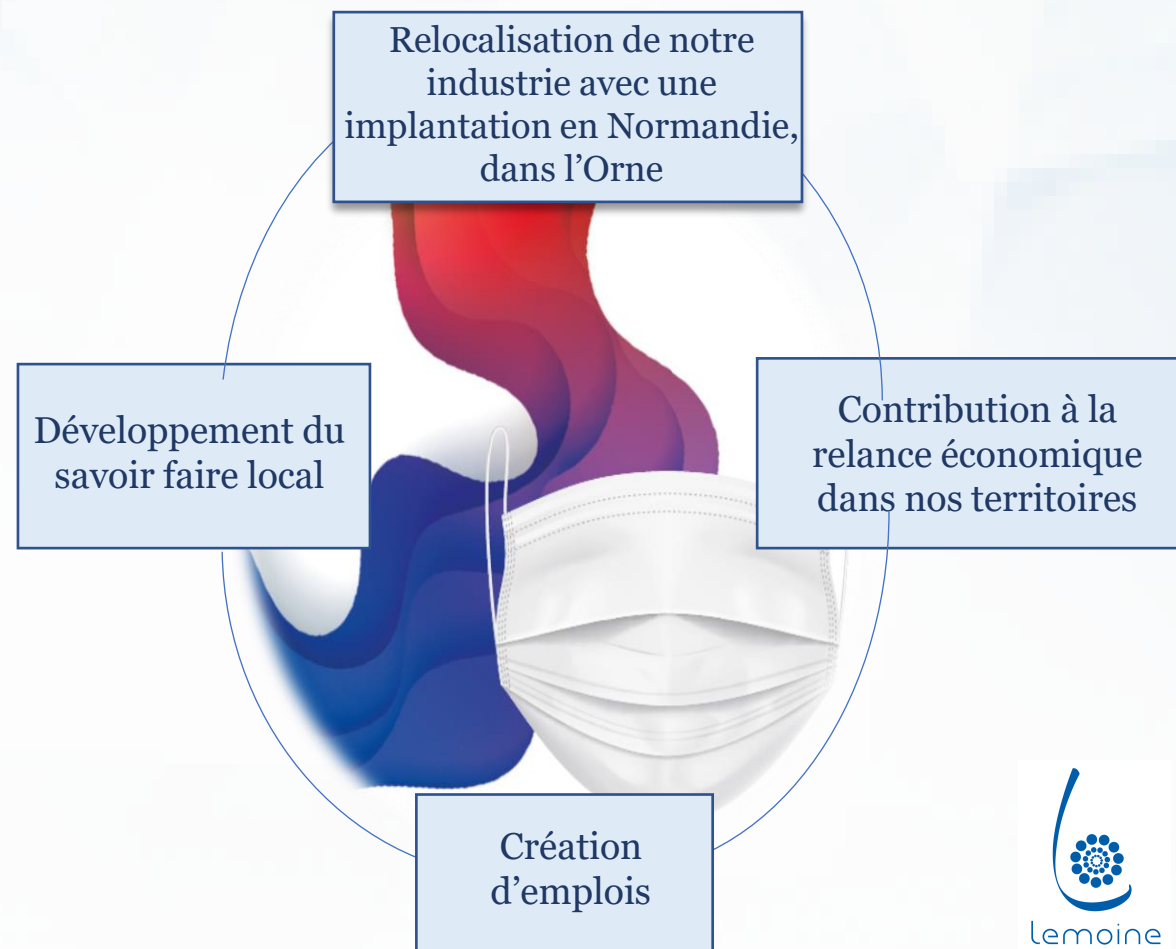 Relocalisation de notre
industrie avec une
implantation en Normandie,
dans l’Orne
Développement du
savoir faire local
Contribution à la
relance économique
dans nos territoires
Création
d’emplois
lemoine